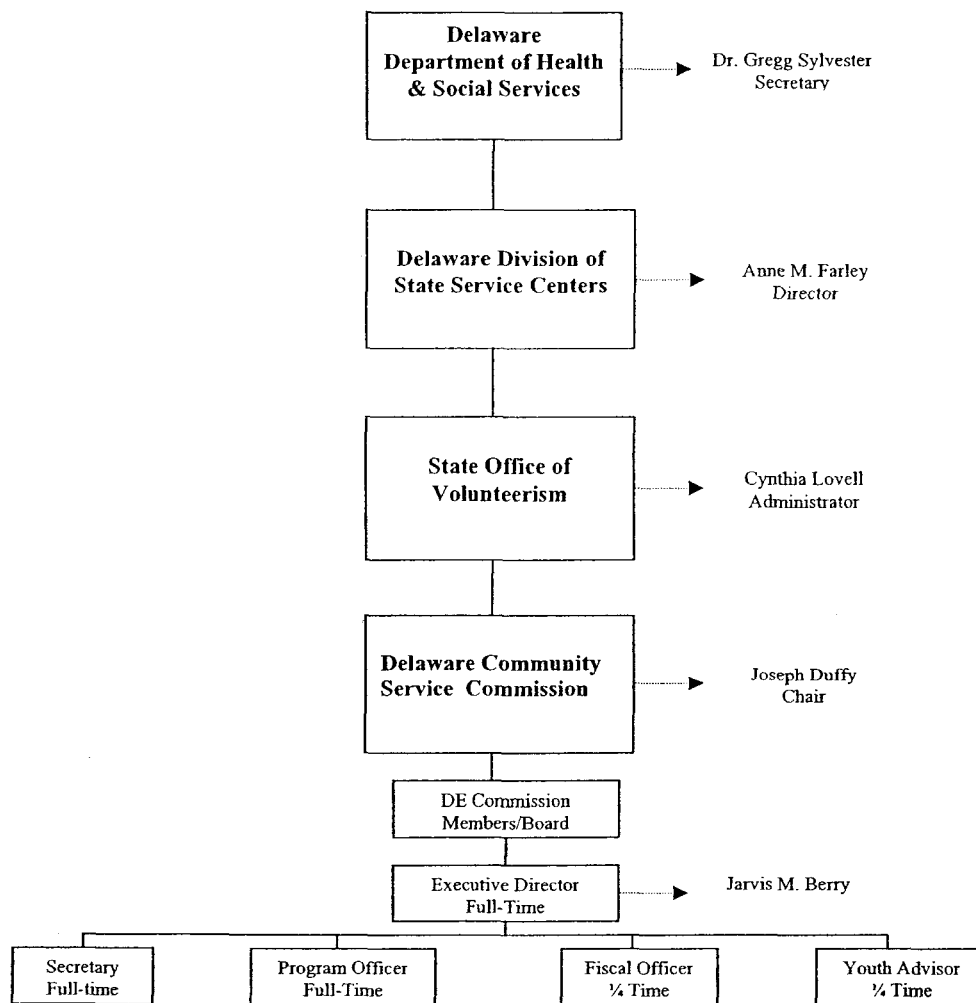 Delaware
Department of Health
& Social Services
Dr. Gregg Sylvester
Secretary
Delaware Division of
State Service Centers
Anne M. Farley
Director
State Office of
Volunteerism
Cynthia Lovell
Administrator
Delaware Community
Service Commission
Joseph Duffy
Chair
DE Commission
Members/Board
Executive Director
Full-Time
Jarvis M. Berry
Secretary
Full-time
Program Officer
Full-Time
Fiscal Officer
¼ Time
Youth Advisor
¼ Time